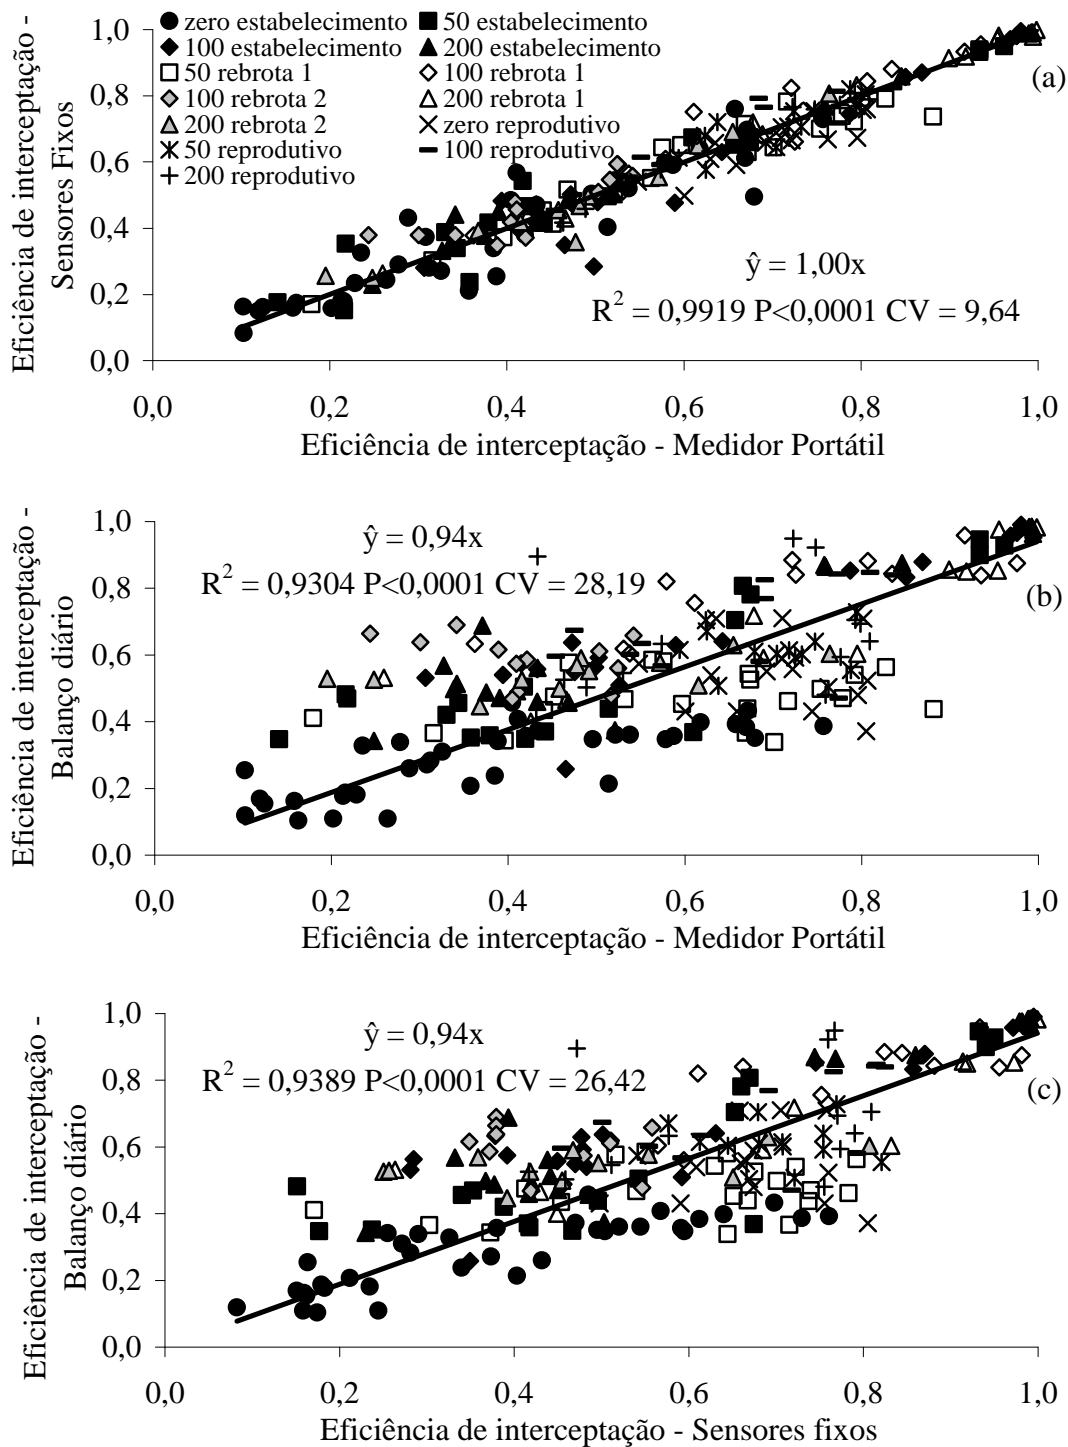 zero estabelecimento
50 estabelecimento
100 estabelecimento
200 estabelecimento
50 rebrota 1
100 rebrota 1
100 rebrota 2
200 rebrota 1
200 rebrota 2
zero reprodutivo
50 reprodutivo
100 reprodutivo
200 reprodutivo
(a)
Eficiência de interceptação -
Sensores Fixos
1,0
0,8
0,6
0,4
0,2
0,0
ŷ = 1,00x
R² = 0,9919 P<0,0001 CV = 9,64
0,0 0,2 0,4 0,6 0,8 1,0
Eficiência de interceptação - Medidor Portátil
Eficiência de interceptação -
Balanço diário
1,0
0,8
0,6
0,4
0,2
0,0
ŷ = 0,94x
R² = 0,9304 P<0,0001 CV = 28,19
(b)
0,0 0,2 0,4 0,6 0,8 1,0
Eficiência de interceptação - Medidor Portátil
Eficiência de interceptação -
Balanço diário
1,0
0,8
0,6
0,4
0,2
0,0
ŷ = 0,94x
R² = 0,9389 P<0,0001 CV = 26,42
(c)
0,0 0,2 0,4 0,6 0,8 1,0
Eficiência de interceptação - Sensores fixos